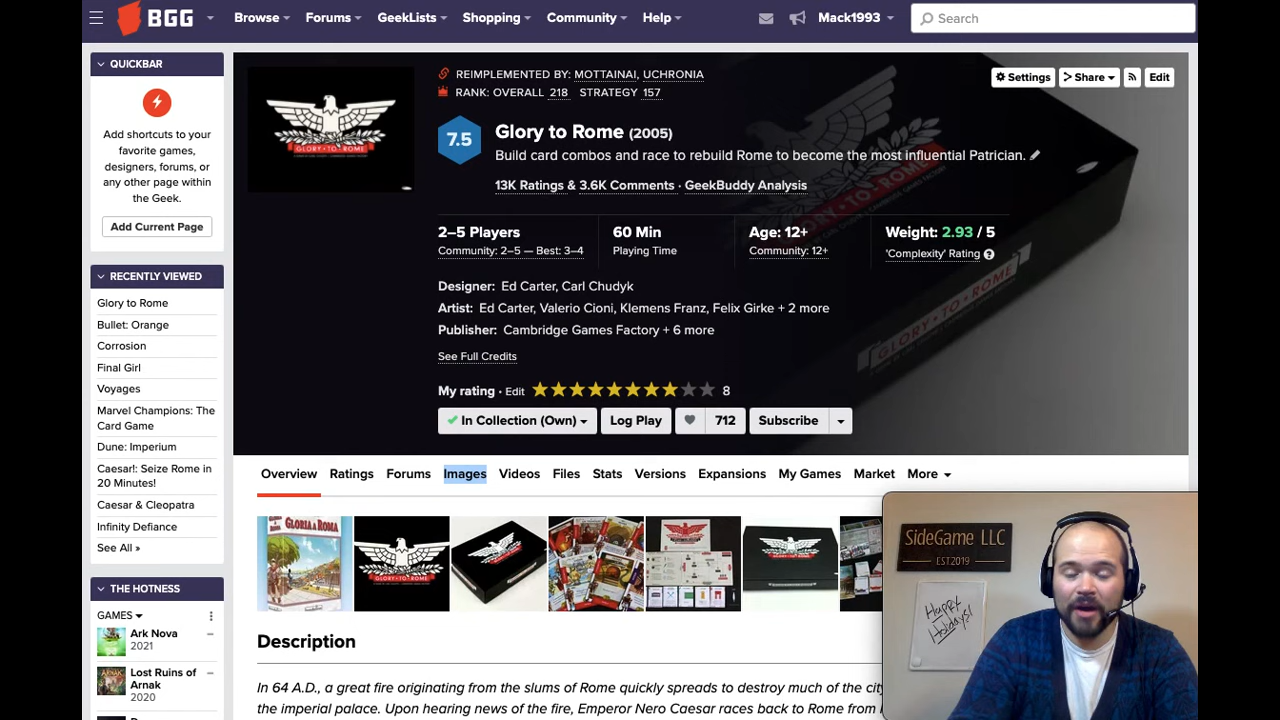 BGG
Browse
Forums
GeekLists
Shopping
Community
Help
Mack1993
Search
QUICKBAR
Add shortcuts to your
favorite games,
designers, forums, or
any other page within
the Geek.
Add Current Page
RECENTLY VIEWED
Glory to Rome
Bullet: Orange
Corrosion
Final Girl
Voyages
Marvel Champions: The
Card Game
Dune: Imperium
Caesar!: Seize Rome in
20 Minutes!
Caesar & Cleopatra
Infinity Defiance
See All »
THE HOTNESS
GAMES
Ark Nova
2021
Lost Ruins of
Arnak
2020
GLORY TO ROME
REIMPLEMENTED BY: MOTTAINAI, UCHRONIA
RANK: OVERALL 218 STRATEGY 157
Settings
Share
Edit
7.5
Glory to Rome (2005)
Build card combos and race to rebuild Rome to become the most influential Patrician.
13K Ratings & 3.6K Comments · GeekBuddy Analysis
2–5 Players
Community: 2–5 — Best: 3–4
60 Min
Playing Time
Age: 12+
Community: 12+
Weight: 2.93 / 5
'Complexity' Rating
Designer: Ed Carter, Carl Chudyk
Artist: Ed Carter, Valerio Cioni, Klemens Franz, Felix Girke + 2 more
Publisher: Cambridge Games Factory + 6 more
See Full Credits
My rating · Edit
8
In Collection (Own)
Log Play
712
Subscribe
GLORY TO ROME
Overview
Ratings
Forums
Images
Videos
Files
Stats
Versions
Expansions
My Games
Market
More
GLORIA A ROMA
GLORY TO ROME
Description
In 64 A.D., a great fire originating from the slums of Rome quickly spreads to destroy much of the city
the imperial palace. Upon hearing news of the fire, Emperor Nero Caesar races back to Rome from
SideGame LLC
EST.2019
Happy
Holidays!